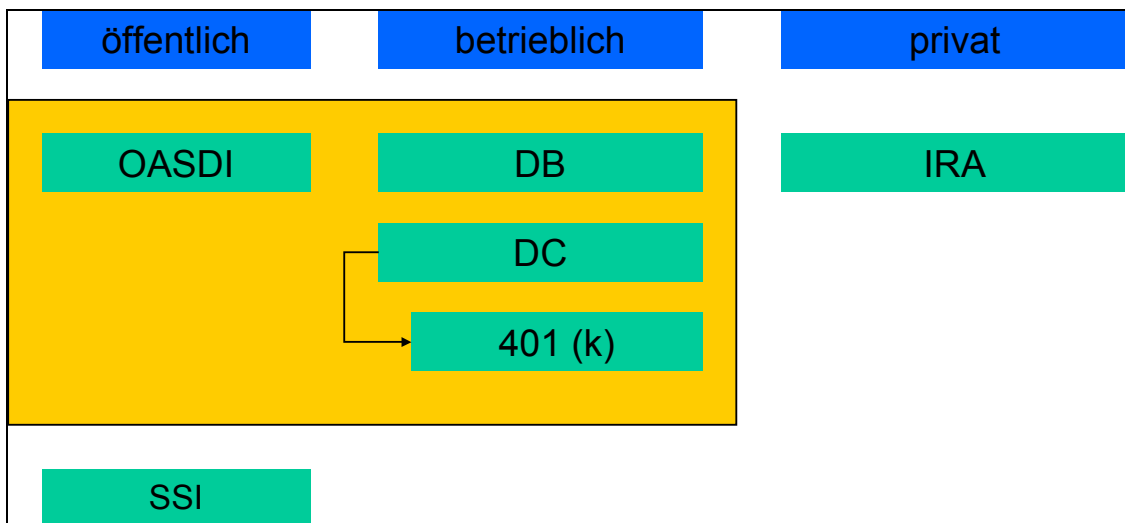 öffentlich betrieblich privat
OASDI DB IRA
DC
401 (k)
SSI